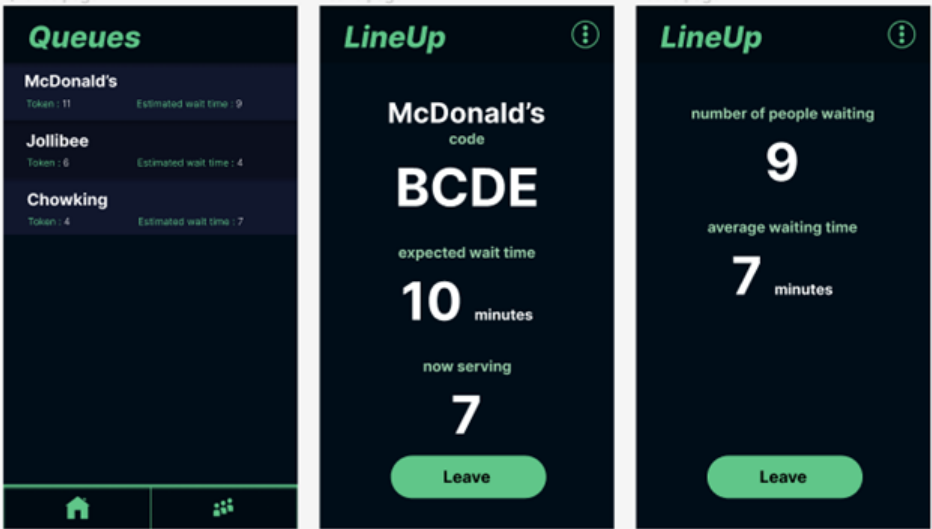 Queues
McDonald's
Token : 11 Estimated wait time : 9
Jollibee
Token : 6 Estimated wait time : 4
Chowking
Token : 4 Estimated wait time : 7
LineUp
McDonald's
code
BCDE
expected wait time
10 minutes
now serving
7
Leave
LineUp
number of people waiting
9
average waiting time
7 minutes
Leave